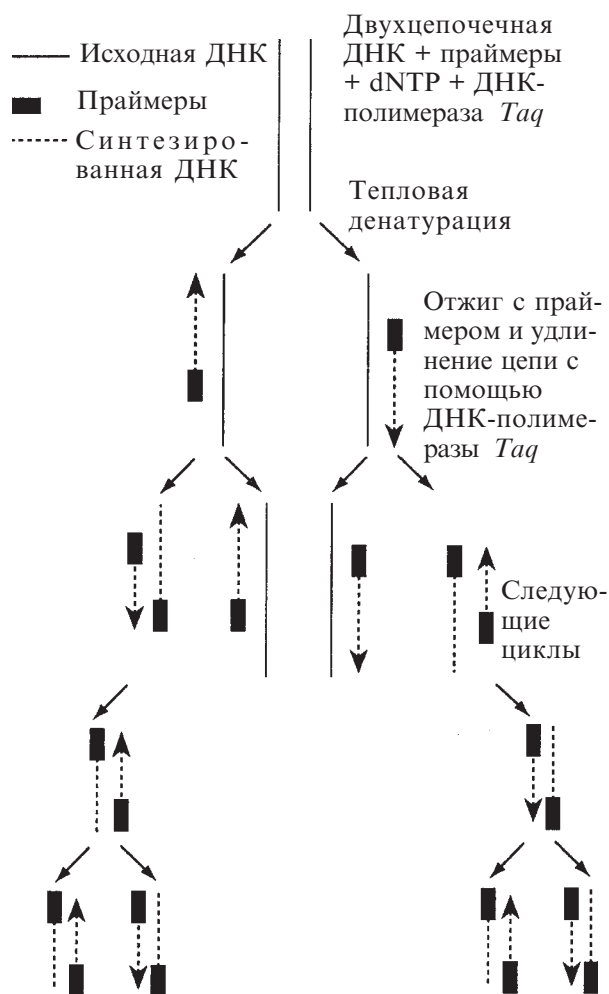 Исходная ДНК
Праймеры
Синтезиро-
ванная ДНК
Двухцепочечная
ДНК + праймеры
+ dNTP + ДНК-
полимераза Taq
Тепловая
денатурация
Отжиг с прай-
мером и удли-
нение цепи с
помощью
ДНК-полиме-
разы Taq
Следую-
щие
циклы